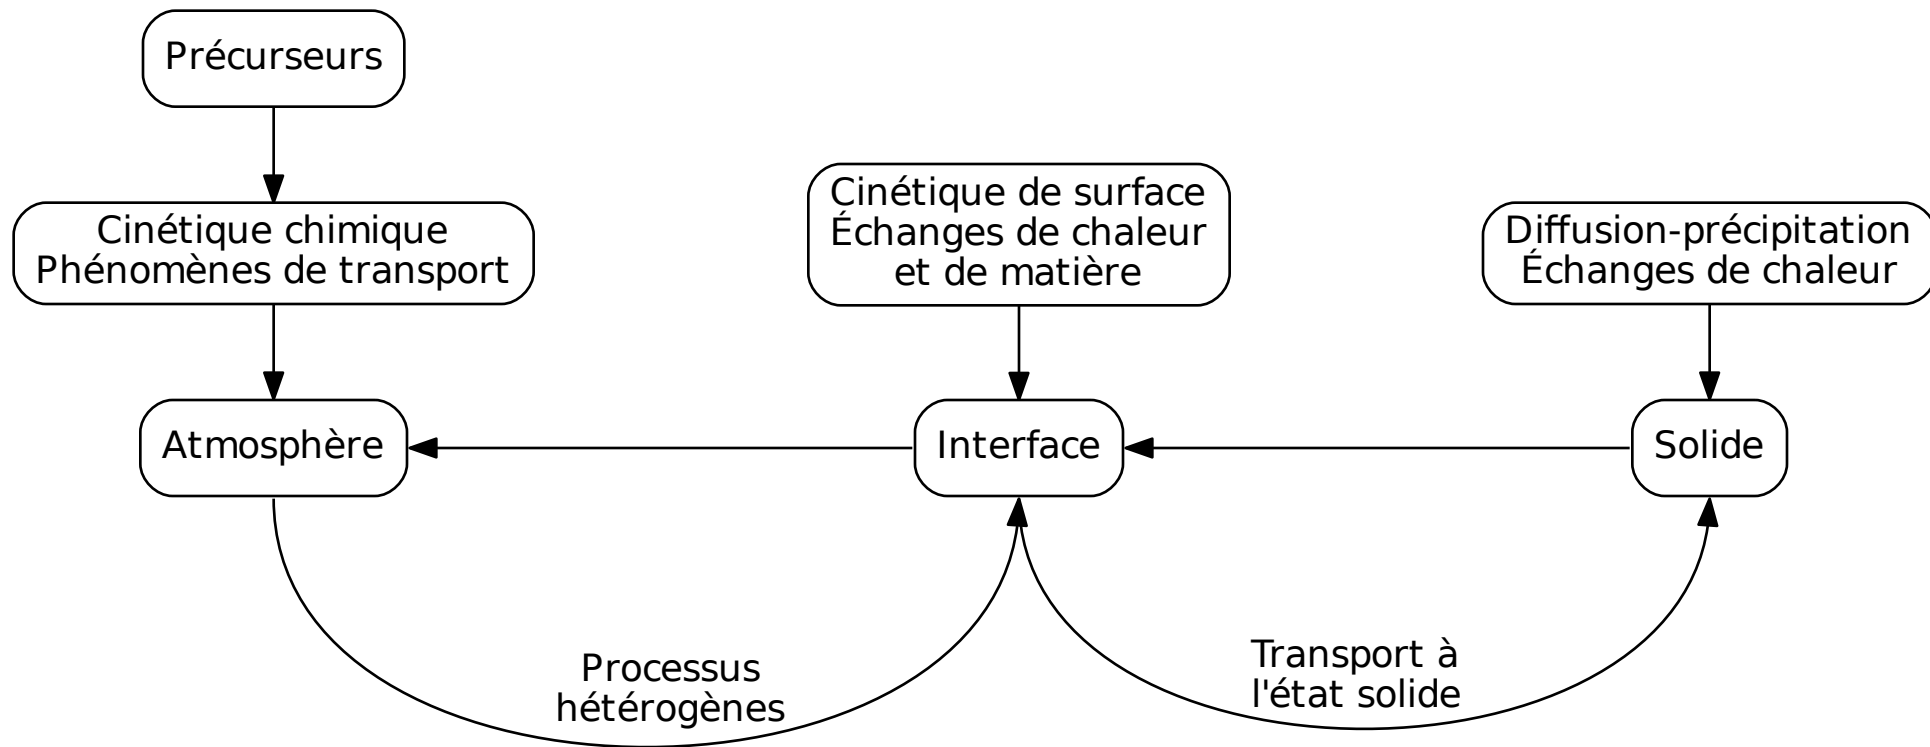 Précurseurs
Cinétique chimique
Phénomènes de transport
Cinétique de surface
Échanges de chaleur
et de matière
Diffusion-précipitation
Échanges de chaleur
Atmosphère
Interface
Solide
Processus
hétérogènes
Transport à
l'état solide